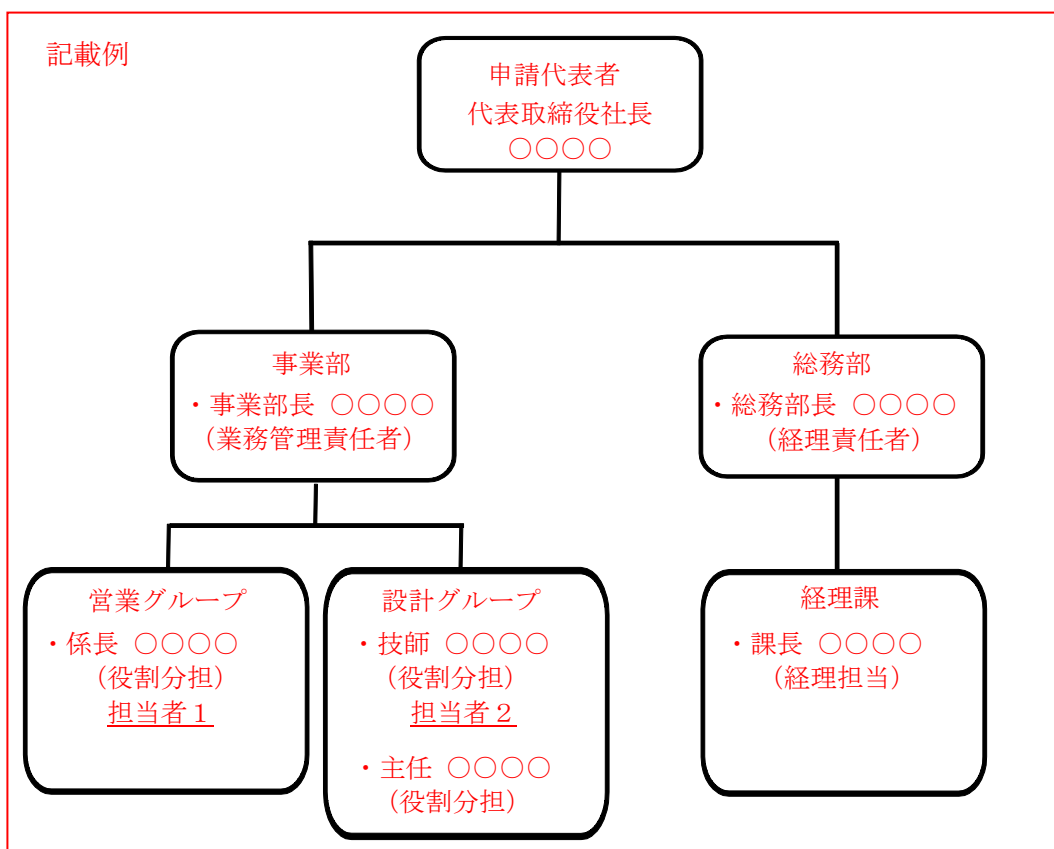 記載例
申請代表者
代表取締役社長
○○○○
事業部
・事業部長 ○○○○
（業務管理責任者）
総務部
・総務部長 ○○○○
（経理責任者）
営業グループ
・係長 ○○○○
（役割分担）
担当者１
設計グループ
・技師 ○○○○
（役割分担）
担当者２
・主任 ○○○○
（役割分担）
経理課
・課長 ○○○○
（経理担当）